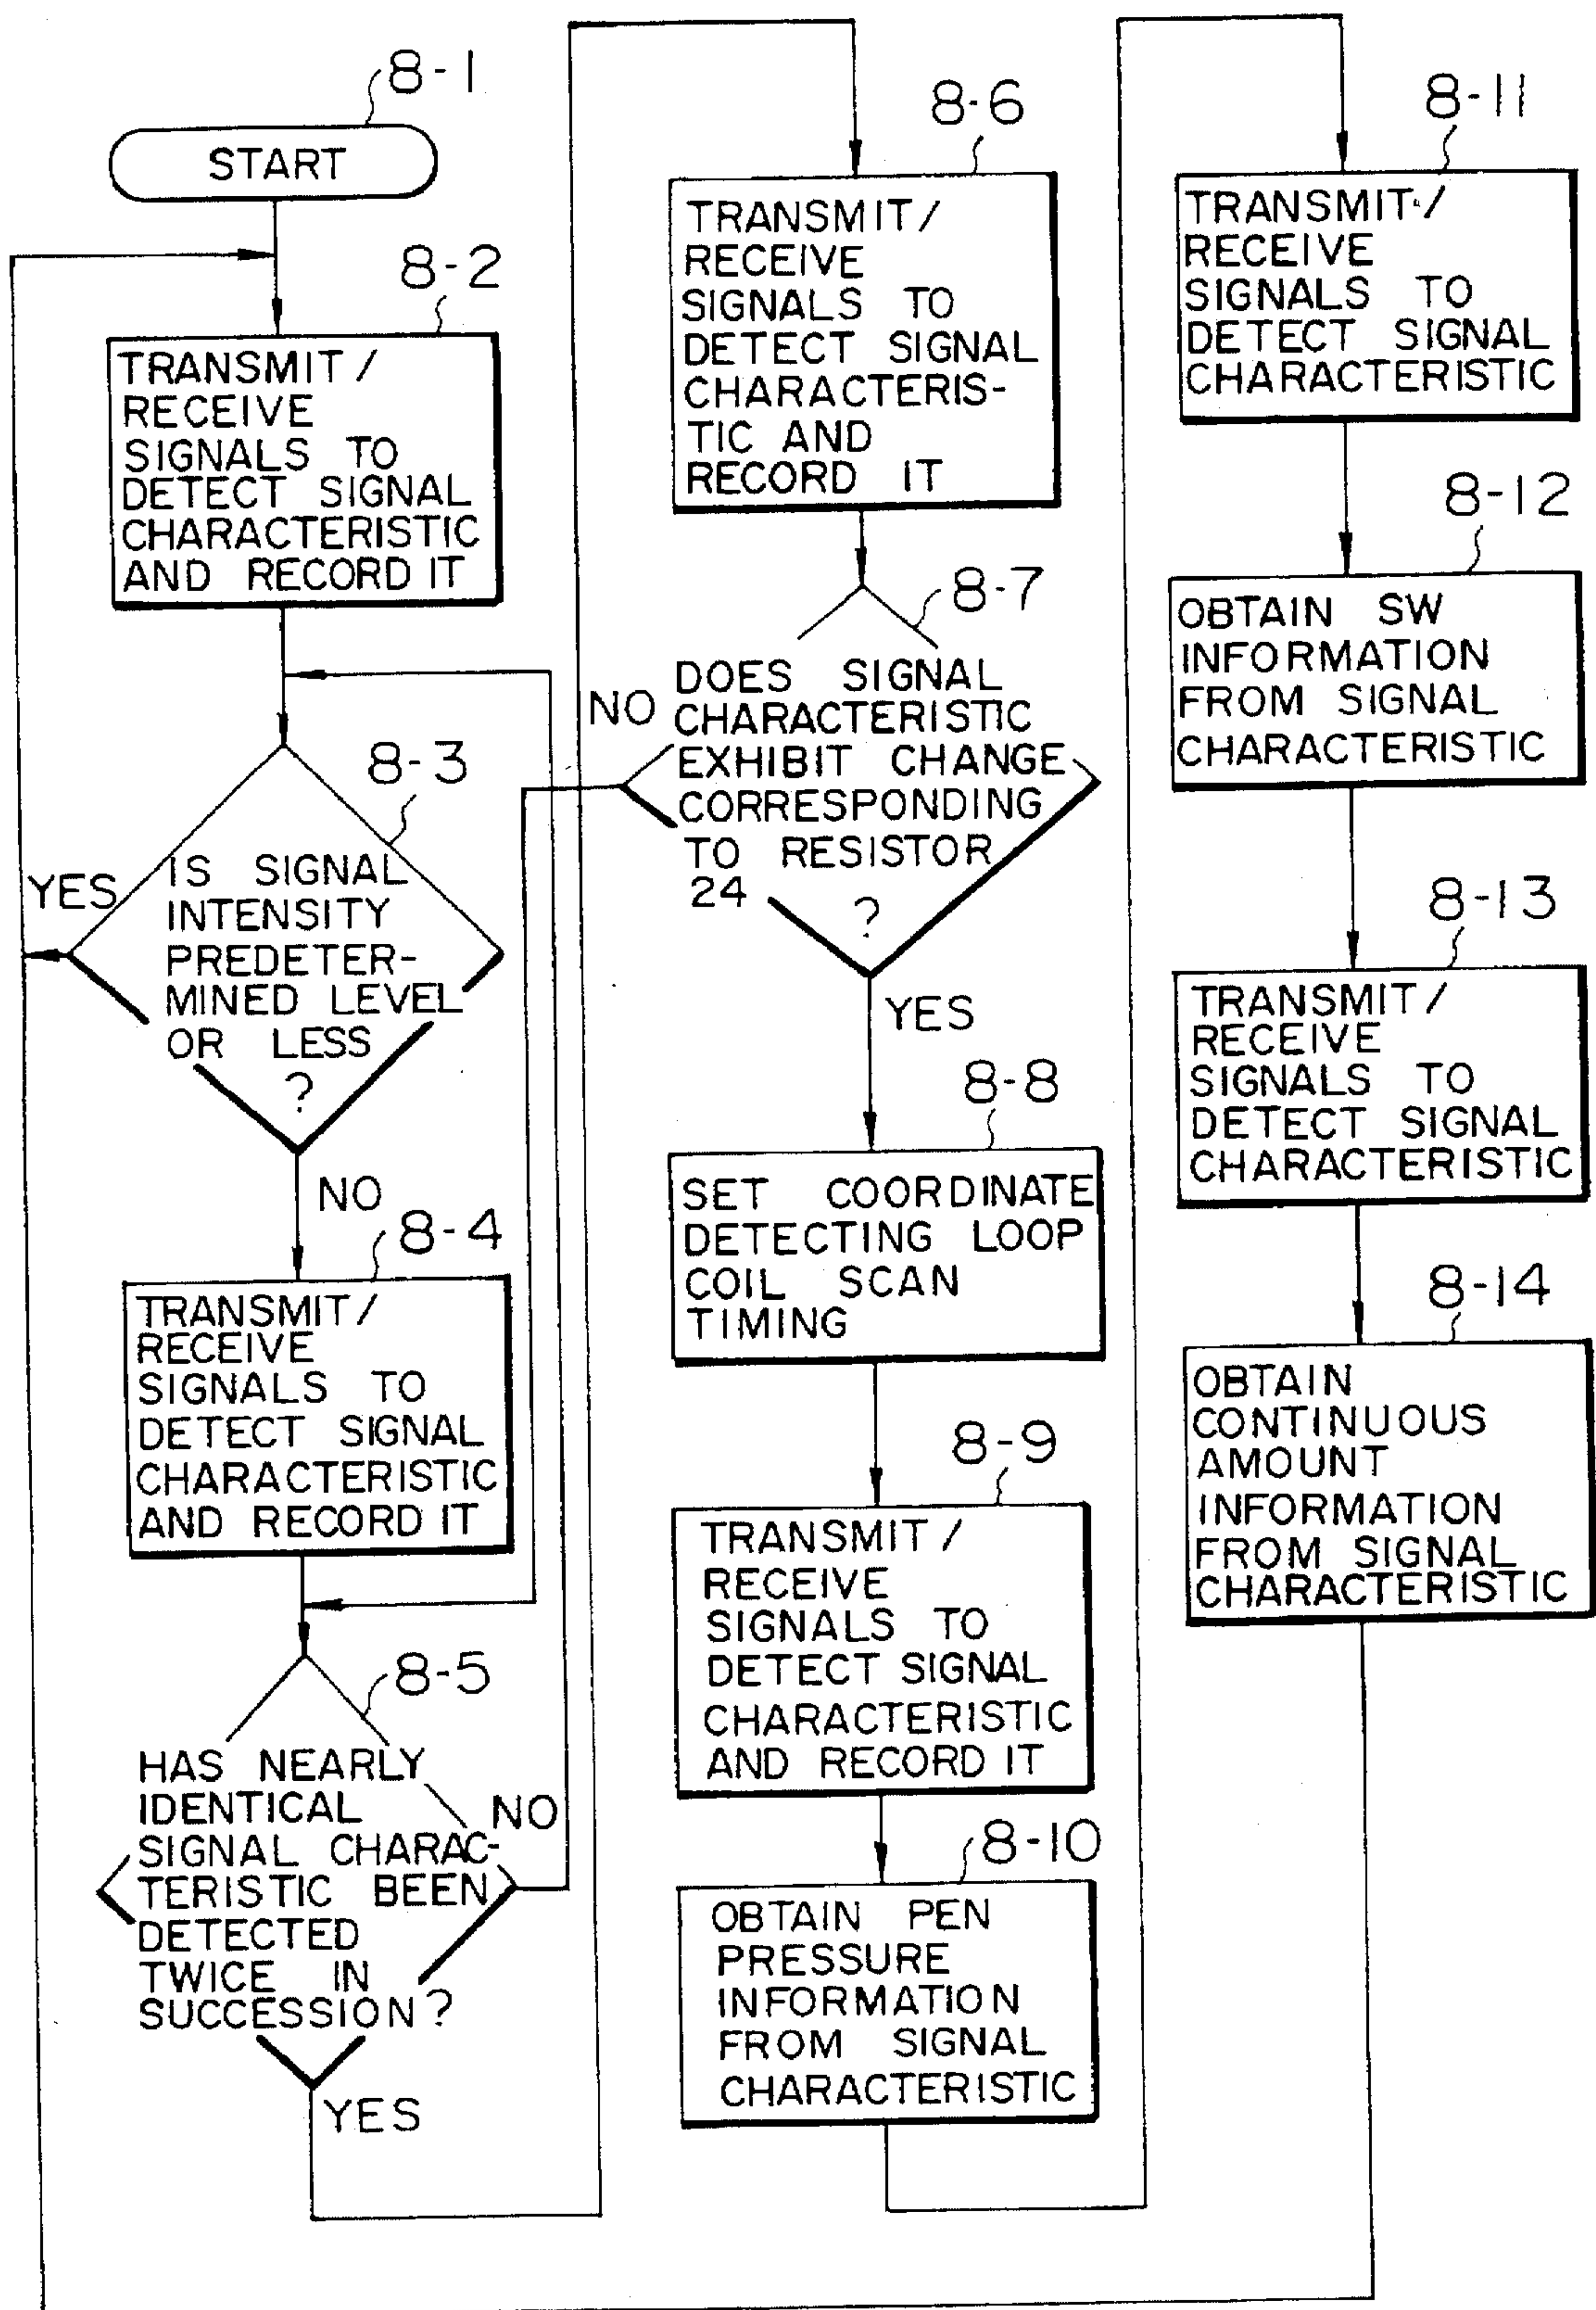 8-1
START
8-2
TRANSMIT/
RECEIVE
SIGNALS TO
DETECT SIGNAL
CHARACTERISTIC
AND RECORD IT
8-3
YES
IS SIGNAL
INTENSITY
PREDETER-
MINED LEVEL
OR LESS
?
NO
8-4
TRANSMIT/
RECEIVE
SIGNALS TO
DETECT SIGNAL
CHARACTERISTIC
AND RECORD IT
8-5
HAS NEARLY
IDENTICAL
NO
SIGNAL CHARAC-
TERISTIC BEEN
DETECTED
TWICE IN
SUCCESSION?
YES
8-6
TRANSMIT/
RECEIVE
SIGNALS TO
DETECT SIGNAL
CHARACTERIS-
TIC AND
RECORD IT
8-7
DOES SIGNAL
NO
CHARACTERISTIC
EXHIBIT CHANGE
CORRESPONDING
TO RESISTOR
24
?
YES
8-8
SET COORDINATE
DETECTING LOOP
COIL SCAN
TIMING
8-9
TRANSMIT/
RECEIVE
SIGNALS TO
DETECT SIGNAL
CHARACTERISTIC
AND RECORD IT
8-10
OBTAIN PEN
PRESSURE
INFORMATION
FROM SIGNAL
CHARACTERISTIC
8-11
TRANSMIT/
RECEIVE
SIGNALS TO
DETECT SIGNAL
CHARACTERISTIC
8-12
OBTAIN SW
INFORMATION
FROM SIGNAL
CHARACTERISTIC
8-13
TRANSMIT/
RECEIVE
SIGNALS TO
DETECT SIGNAL
CHARACTERISTIC
8-14
OBTAIN
CONTINUOUS
AMOUNT
INFORMATION
FROM SIGNAL
CHARACTERISTIC